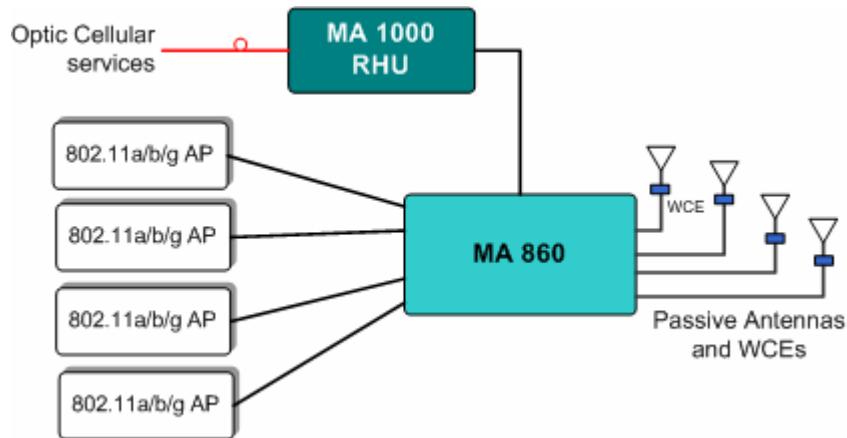 Optic Cellular
services
MA 1000
RHU
802.11a/b/g AP
802.11a/b/g AP
802.11a/b/g AP
802.11a/b/g AP
MA 860
WCE
Passive Antennas
and WCEs